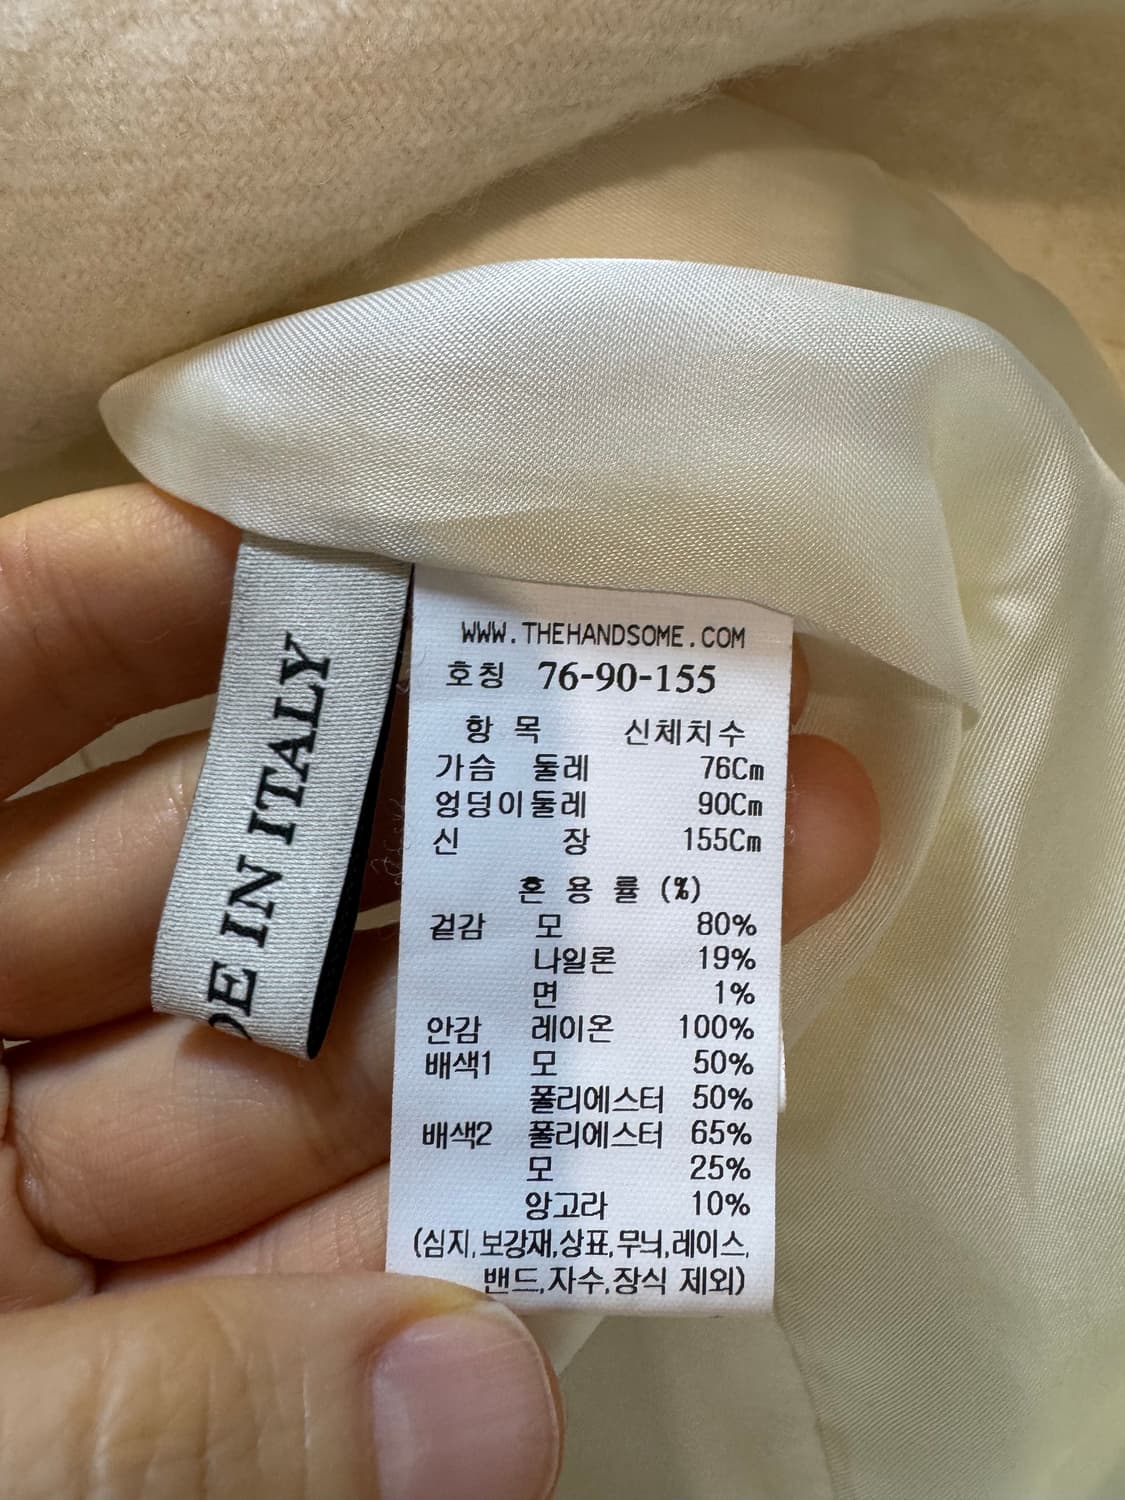 DE IN ITALY
WWW.THEHANDSOME.COM
호칭 76-90-155
항 목 신체치수
가슴 둘레 76Cm
엉덩이둘레 90Cm
신 장 155Cm
혼 용 률 (%)
겉감 모 80%
나일론 19%
면 1%
안감 레이온 100%
배색1 모 50%
폴리에스터 50%
배색2 폴리에스터 65%
모 25%
앙고라 10%
(심지,보강재,상표,무늬,레이스,
밴드,자수,장식 제외)